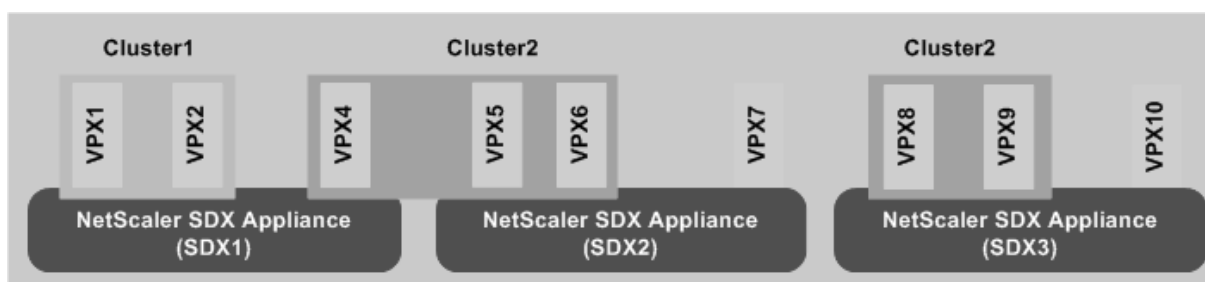 Cluster1
Cluster2
Cluster2
VPX1
VPX2
VPX4
VPX5
VPX6
VPX7
VPX8
VPX9
VPX10
NetScaler SDX Appliance
(SDX1)
NetScaler SDX Appliance
(SDX2)
NetScaler SDX Appliance
(SDX3)